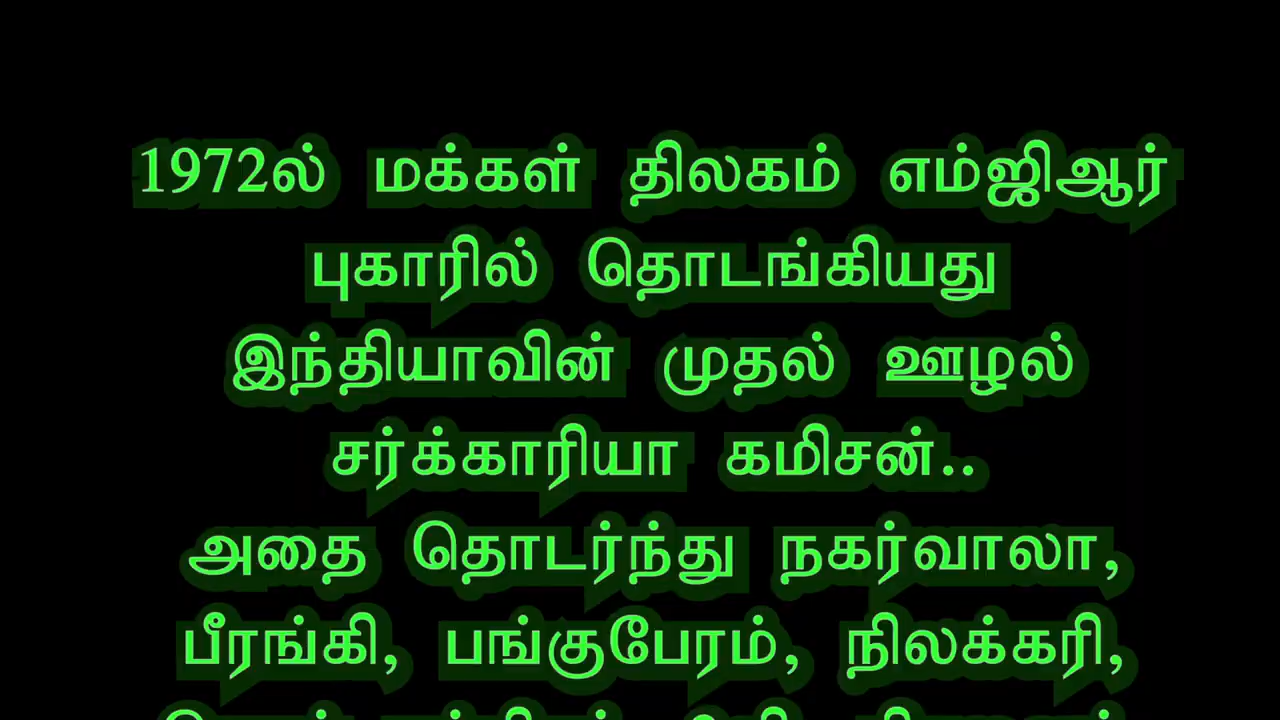 1972ல் மக்கள் திலகம் எம்ஜிஆர்
புகாரில் தொடங்கியது
இந்தியாவின் முதல் ஊழல்
சர்க்காரியா கமிசன்..
அதை தொடர்ந்து நகர்வாலா,
பீரங்கி, பங்குபேரம், நிலக்கரி,